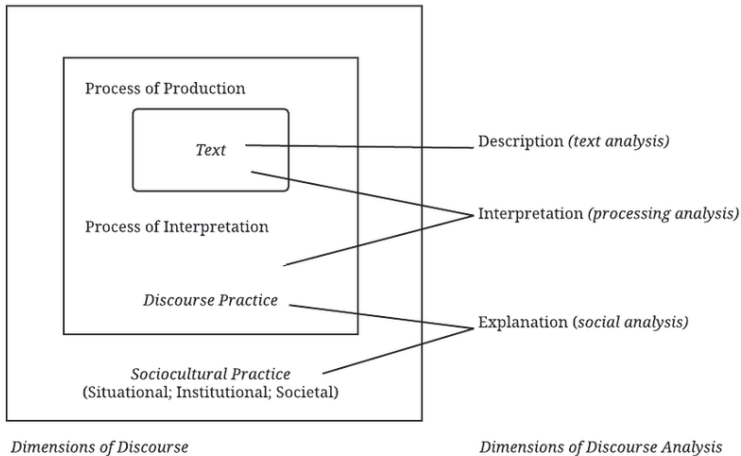 Process of Production
Text
Description (text analysis)
Interpretation (processing analysis)
Process of Interpretation
Discourse Practice
Explanation (social analysis)
Sociocultural Practice
(Situational; Institutional; Societal)
Dimensions of Discourse
Dimensions of Discourse Analysis